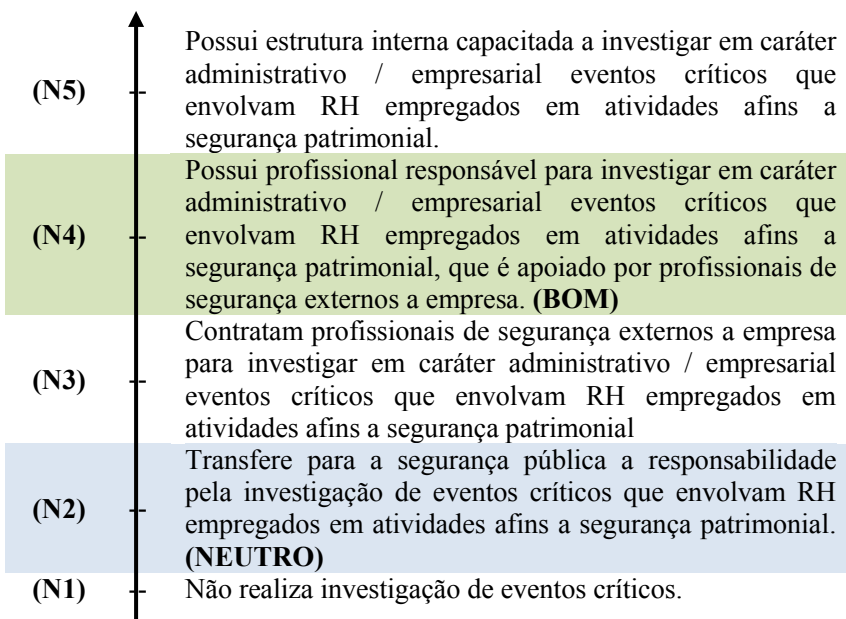 Possui estrutura interna capacitada a investigar em caráter
administrativo / empresarial eventos críticos que
(N5)
envolvam RH empregados em atividades afins a
segurança patrimonial.
Possui profissional responsável para investigar em caráter
administrativo / empresarial eventos críticos que
(N4)
envolvam RH empregados em atividades afins a
segurança patrimonial, que é apoiado por profissionais de
segurança externos a empresa. (BOM)
Contratam profissionais de segurança externos a empresa
para investigar em caráter administrativo / empresarial
(N3)
eventos críticos que envolvam RH empregados em
atividades afins a segurança patrimonial
Transfere para a segurança pública a responsabilidade
pela investigação de eventos críticos que envolvam RH
(N2)
empregados em atividades afins a segurança patrimonial.
(NEUTRO)
(N1)
Não realiza investigação de eventos críticos.